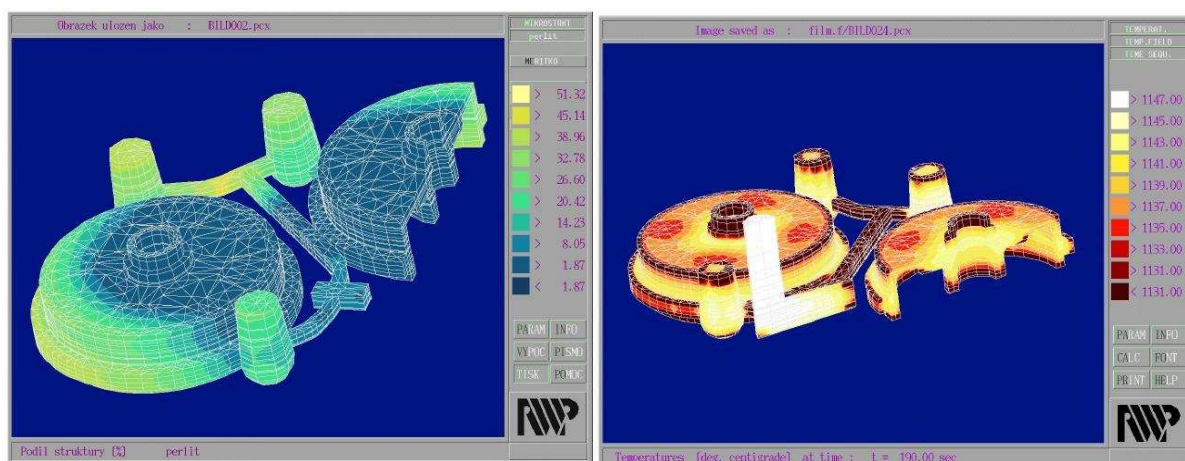 Obrazek ulozen jako : BILD002.pcx
MIKROSTRUKT
perlit
MERITKO
> 51.32
> 45.14
> 38.96
> 32.78
> 26.60
> 20.42
> 14.23
> 8.05
> 1.87
< 1.87
PARAM INFO
VYPOC PISMO
TISK POMOC
RWP
Podil struktury [%] perlit
Image saved as : film.f/BILD024.pcx
TEMPERAT.
TEMP.FIELD
TIME SEQU.
> 1147.00
> 1145.00
> 1143.00
> 1141.00
> 1139.00
> 1137.00
> 1135.00
> 1133.00
> 1131.00
< 1131.00
PARAM INFO
CALC FONT
PRINT HELP
RWP
Temperatures [deg. centigrade] at time : t = 190.00 sec